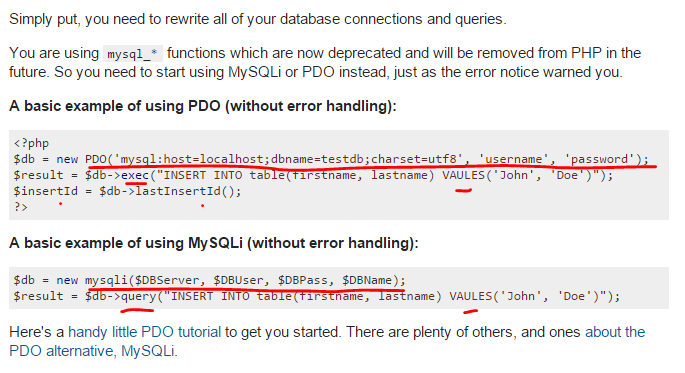 Simply put, you need to rewrite all of your database connections and queries.
You are using mysql_* functions which are now deprecated and will be removed from PHP in the
future. So you need to start using MySQLi or PDO instead, just as the error notice warned you.
A basic example of using PDO (without error handling):
<?php
$db = new PDO('mysql:host=localhost;dbname=testdb;charset=utf8', 'username', 'password');
$result = $db->exec("INSERT INTO table(firstname, lastname) VAULES('John', 'Doe')");
$insertId = $db->lastInsertId();
?>
A basic example of using MySQLi (without error handling):
$db = new mysqli($DBServer, $DBUser, $DBPass, $DBName);
$result = $db->query("INSERT INTO table(firstname, lastname) VAULES('John', 'Doe')");
Here's a handy little PDO tutorial to get you started. There are plenty of others, and ones about the
PDO alternative, MySQLi.